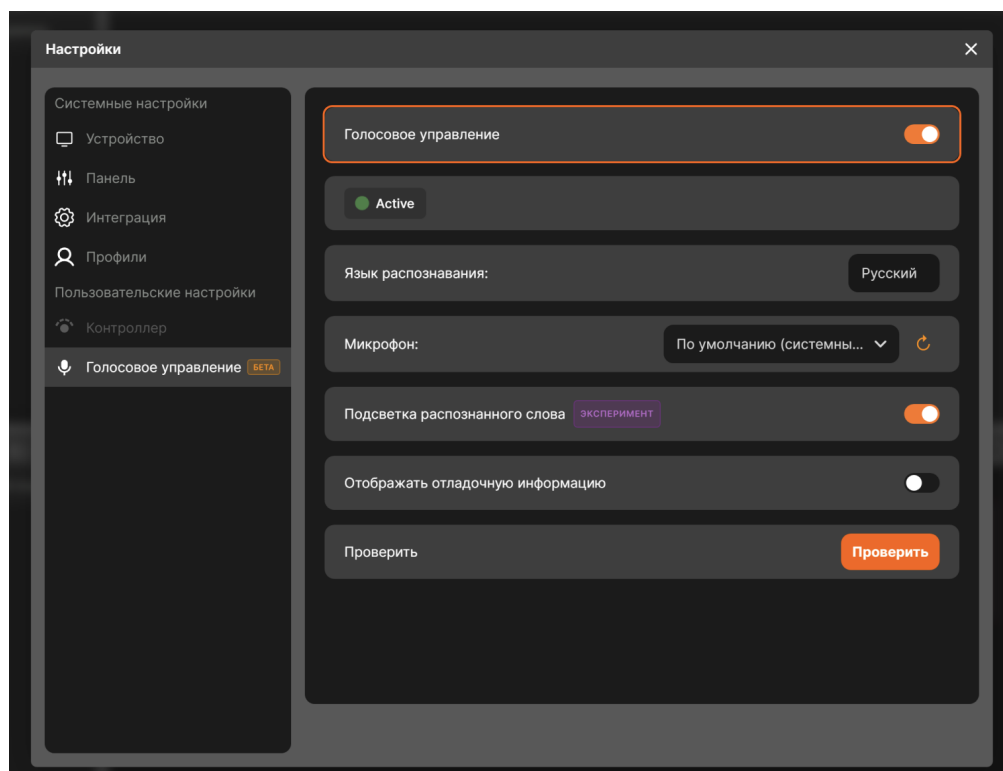 Настройки
Системные настройки
Устройство
Панель
Интеграция
Профили
Пользовательские настройки
Контроллер
Голосовое управление БЕТА
Голосовое управление
Active
Язык распознавания: Русский
Микрофон: По умолчанию (системны...
Подсветка распознанного слова ЭКСПЕРИМЕНТ
Отображать отладочную информацию
Проверить Проверить